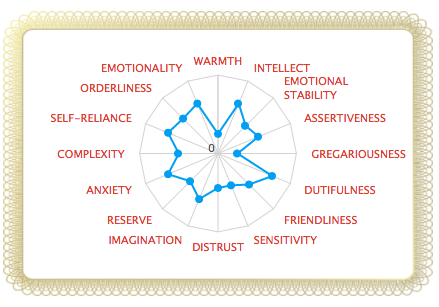 WARMTH
EMOTIONALITY
INTELLECT
ORDERLINESS
EMOTIONAL
STABILITY
SELF-RELIANCE
ASSERTIVENESS
0
COMPLEXITY
GREGARIOUSNESS
ANXIETY
DUTIFULNESS
RESERVE
FRIENDLINESS
IMAGINATION
SENSITIVITY
DISTRUST